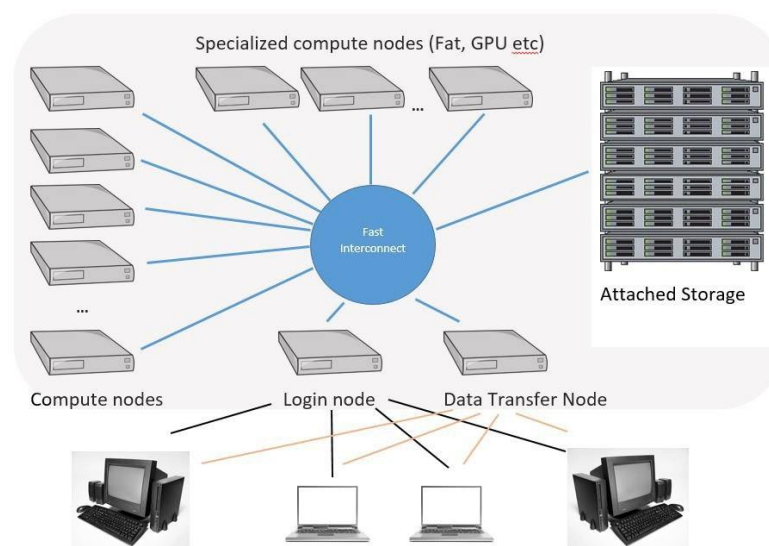 Specialized compute nodes (Fat, GPU etc)
...
Fast
Interconnect
...
Attached Storage
Compute nodes
Login node
Data Transfer Node